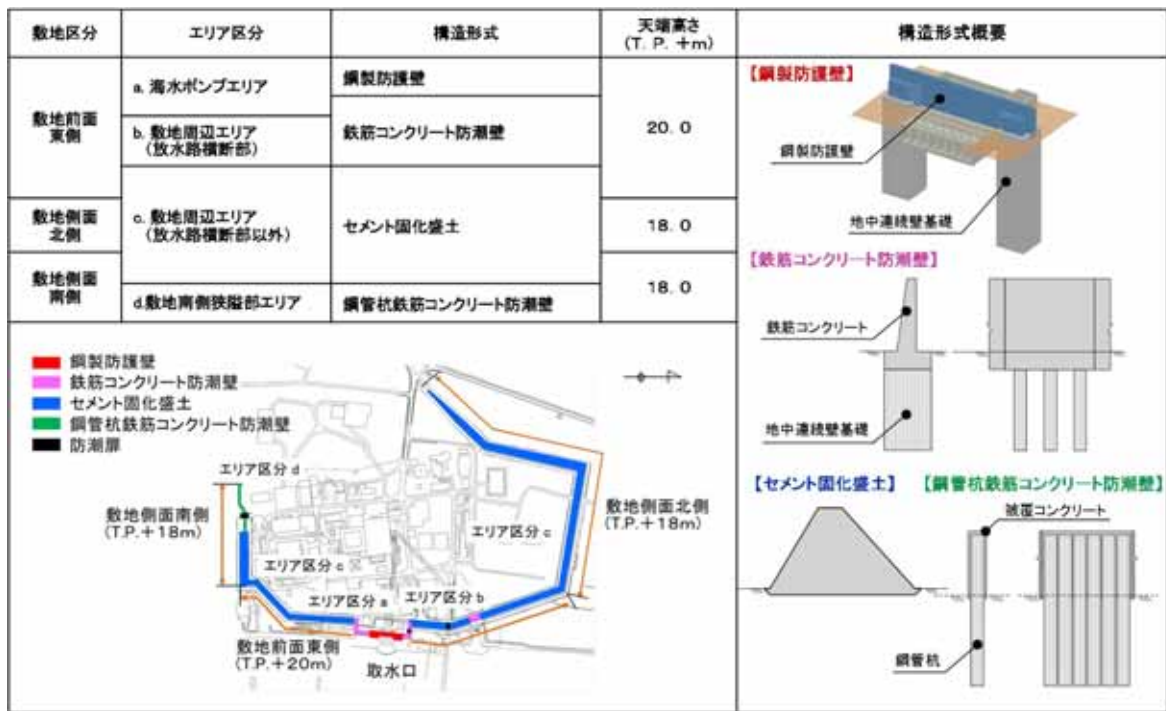 敷地区分
エリア区分
構造形式
天端高さ
(T. P. +m)
構造形式概要
敷地前面
東側
a. 海水ポンプエリア
鋼製防護壁
鉄筋コンクリート防潮壁
20. 0
b. 敷地周辺エリア
(放水路横断部)
敷地側面
北側
c. 敷地周辺エリア
(放水路横断部以外)
セメント固化盛土
18. 0
敷地側面
南側
18. 0
d.敷地南側狭隘部エリア
鋼管杭鉄筋コンクリート防潮壁
【鋼製防護壁】
鋼製防護壁
地中連続壁基礎
【鉄筋コンクリート防潮壁】
鉄筋コンクリート
地中連続壁基礎
【セメント固化盛土】
【鋼管杭鉄筋コンクリート防潮壁】
被覆コンクリート
鋼管杭
鋼製防護壁
鉄筋コンクリート防潮壁
セメント固化盛土
鋼管杭鉄筋コンクリート防潮壁
防潮扉
エリア区分 d
敷地側面南側
(T.P.+18m)
エリア区分 c
エリア区分 c
敷地側面北側
(T.P.+18m)
エリア区分 a
エリア区分 b
敷地前面東側
(T.P.+20m)
取水口